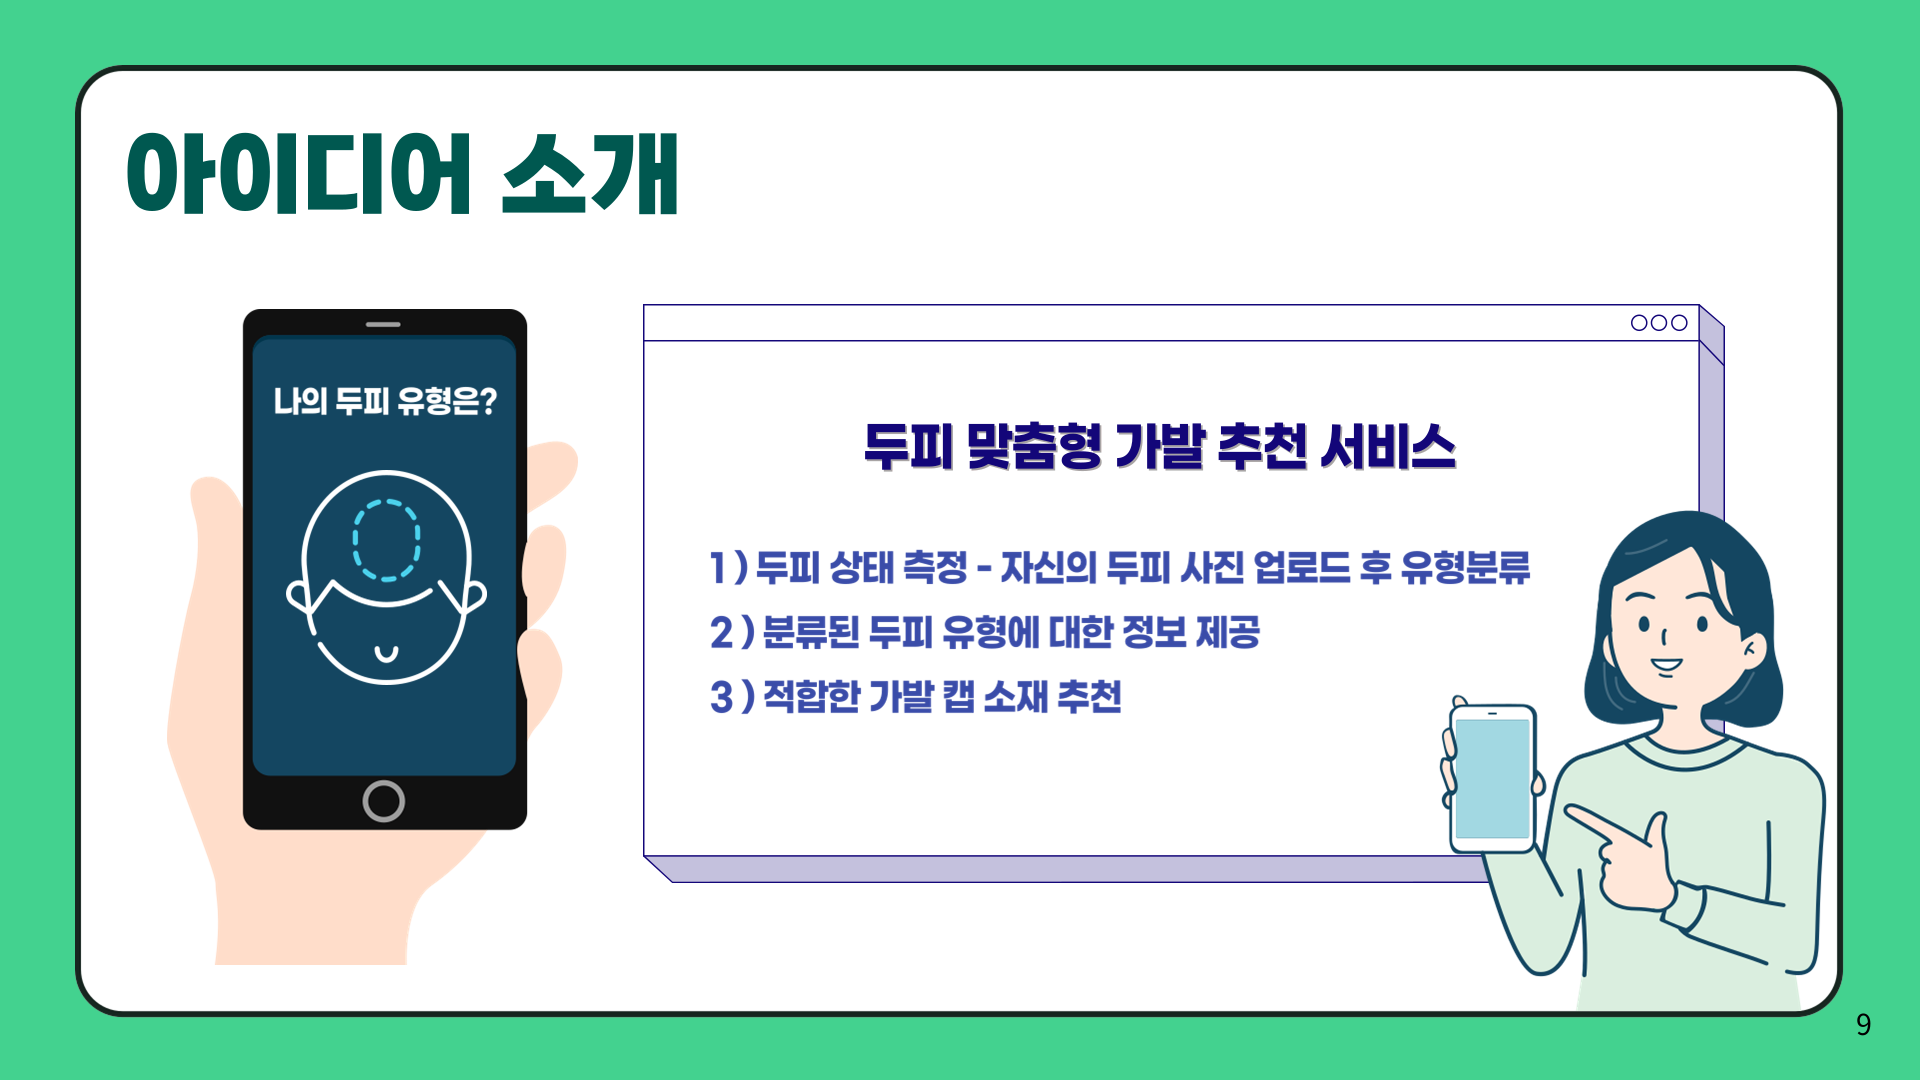 아이디어 소개
나의 두피 유형은?
두피 맞춤형 가발 추천 서비스
1 ) 두피 상태 측정 - 자신의 두피 사진 업로드 후 유형분류
2 ) 분류된 두피 유형에 대한 정보 제공
3 ) 적합한 가발 캡 소재 추천
9